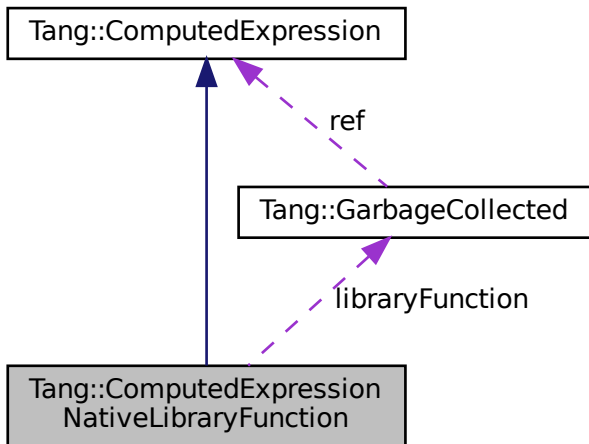 Tang::ComputedExpression
ref
Tang::GarbageCollected
libraryFunction
Tang::ComputedExpression
NativeLibraryFunction